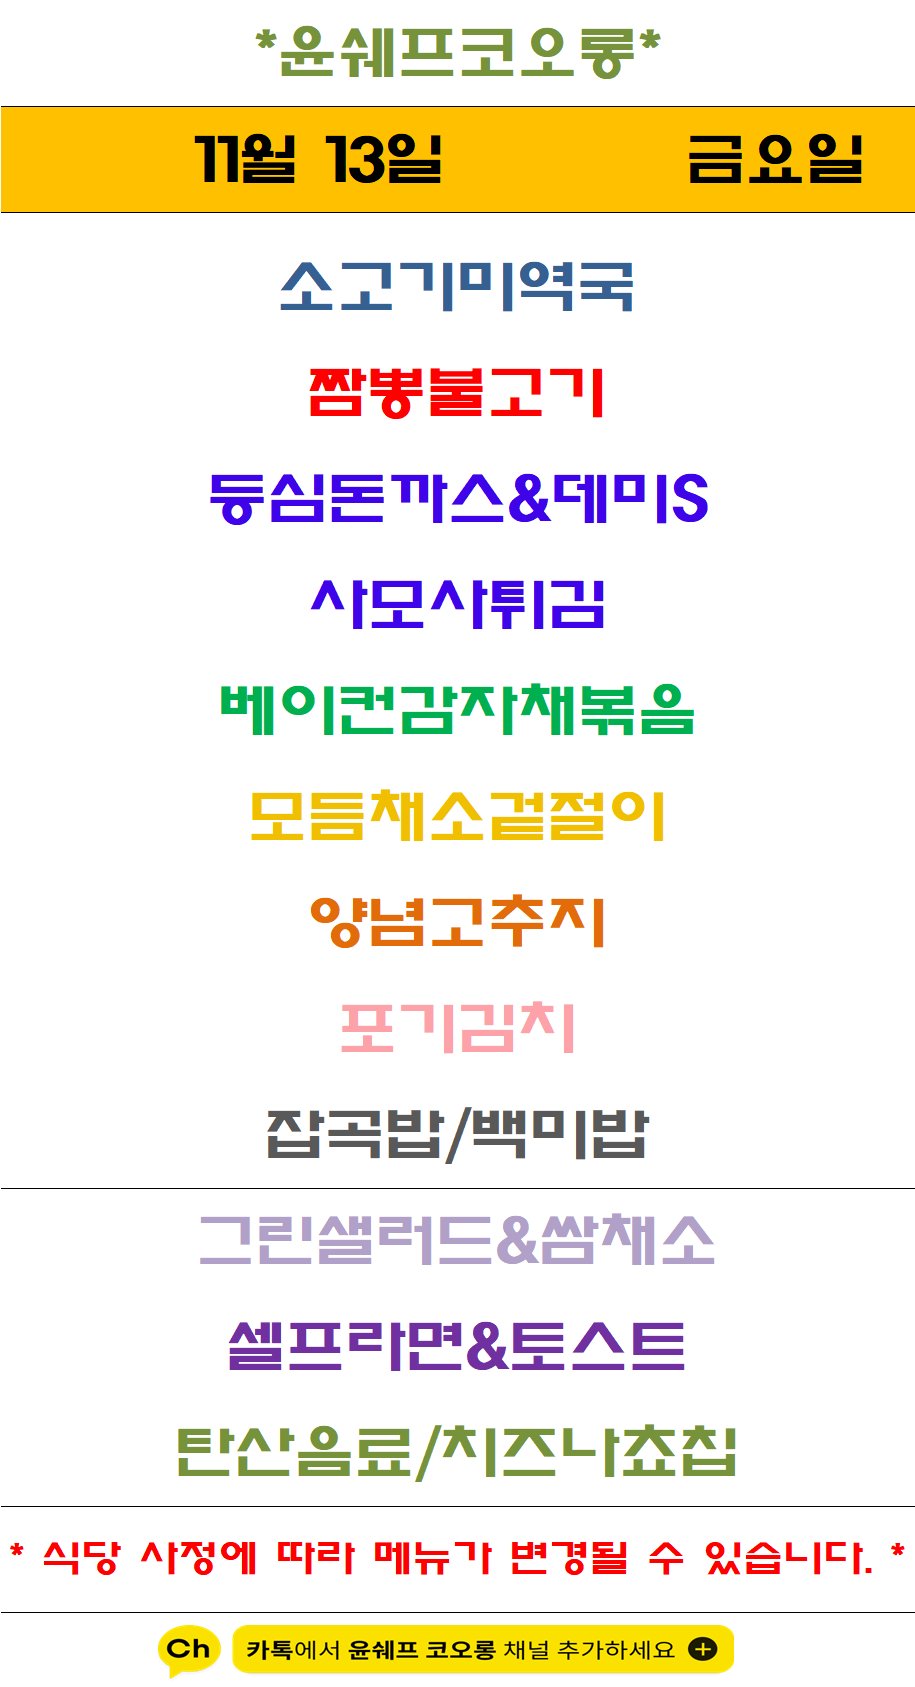 *윤쉐프코오롱*
11월 13일 금요일
소고기미역국
짬뽕불고기
등심돈까스&데미S
사모사튀김
베이컨감자채볶음
모듬채소겉절이
양념고추지
포기김치
잡곡밥/백미밥
그린샐러드&쌈채소
셀프라면&토스트
탄산음료/치즈나쵸칩
* 식당 사정에 따라 메뉴가 변경될 수 있습니다. *
Ch 카톡에서 윤쉐프 코오롱 채널 추가하세요